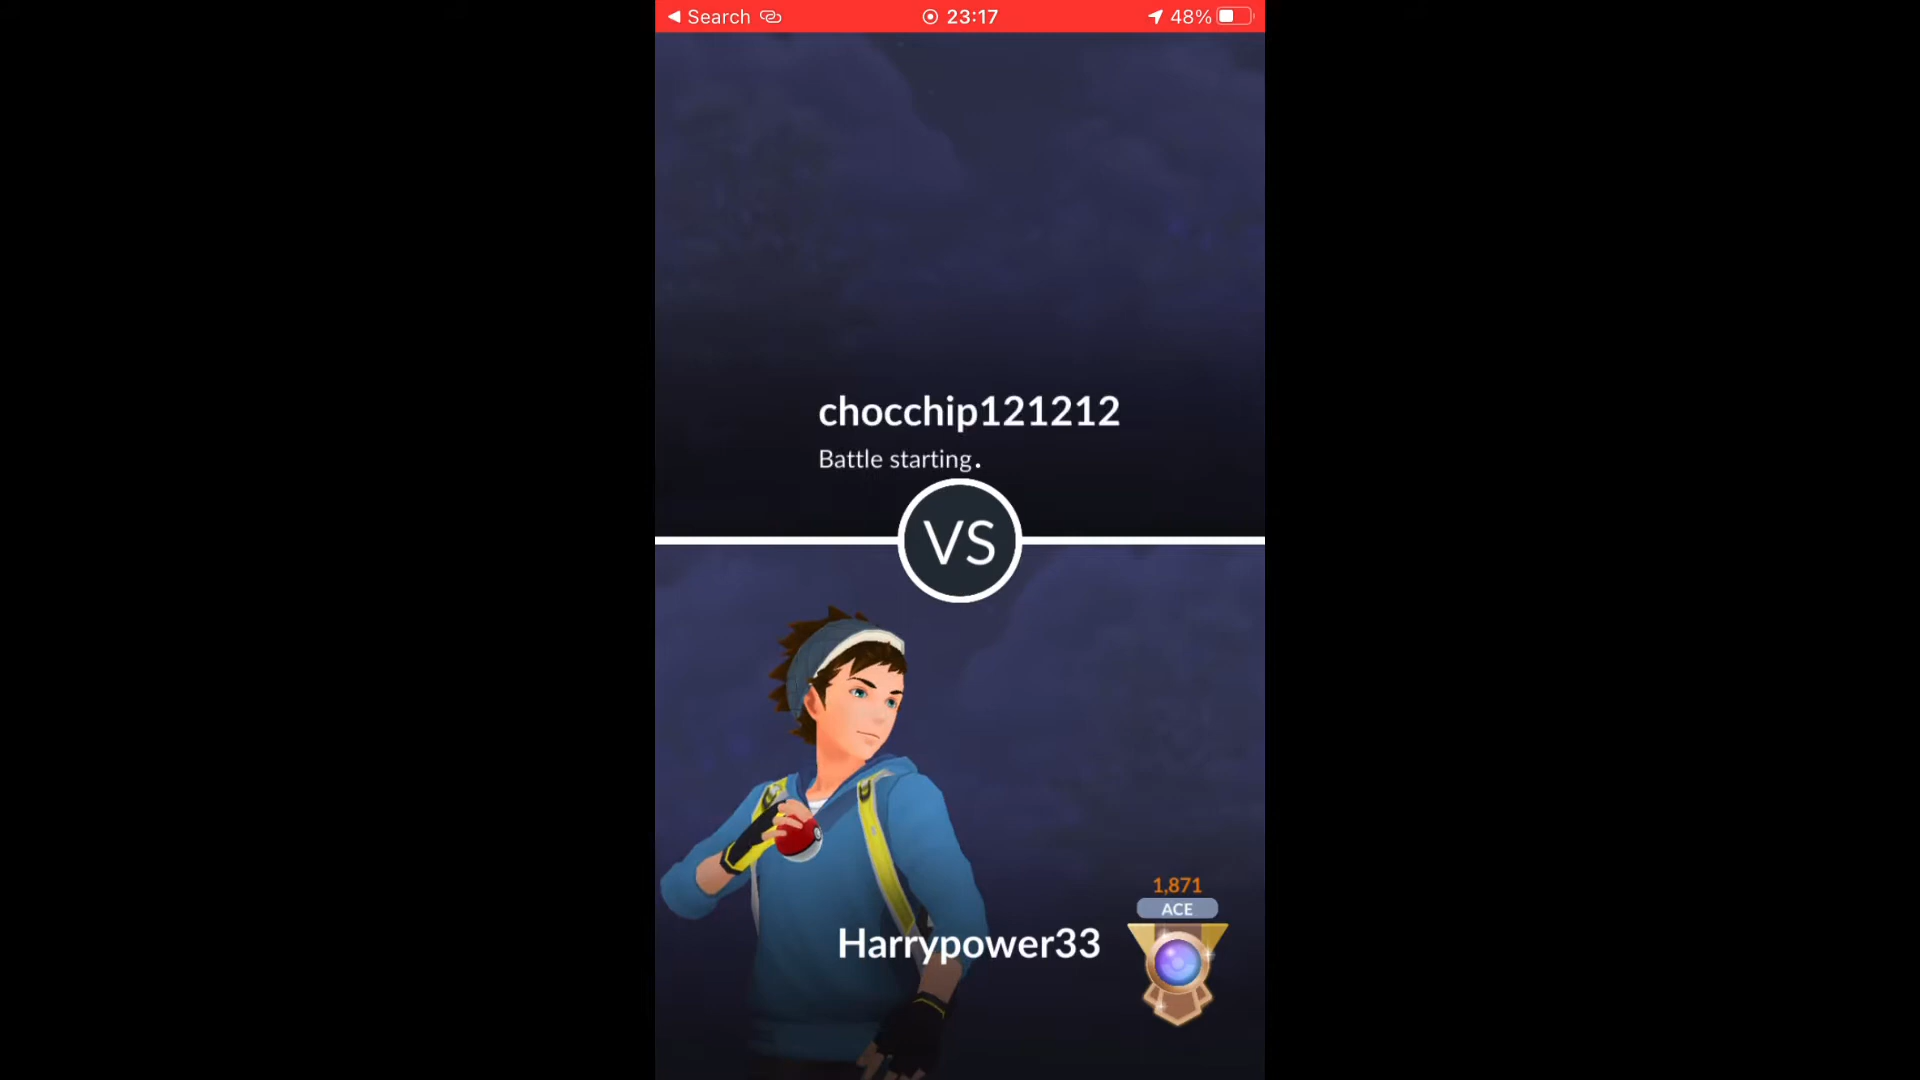 Search
23:17
48%
chocchip121212
Battle starting.
VS
1,871
ACE
Harrypower33